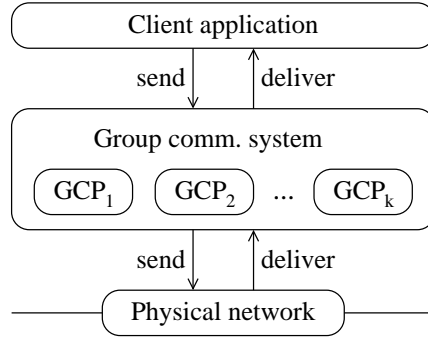 Client application
send deliver
Group comm. system
GCP1 GCP2 ... GCPk
send deliver
Physical network